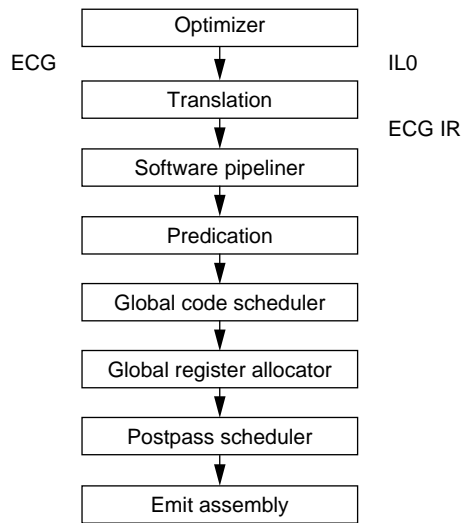 Optimizer
ECG
IL0
Translation
ECG IR
Software pipeliner
Predication
Global code scheduler
Global register allocator
Postpass scheduler
Emit assembly